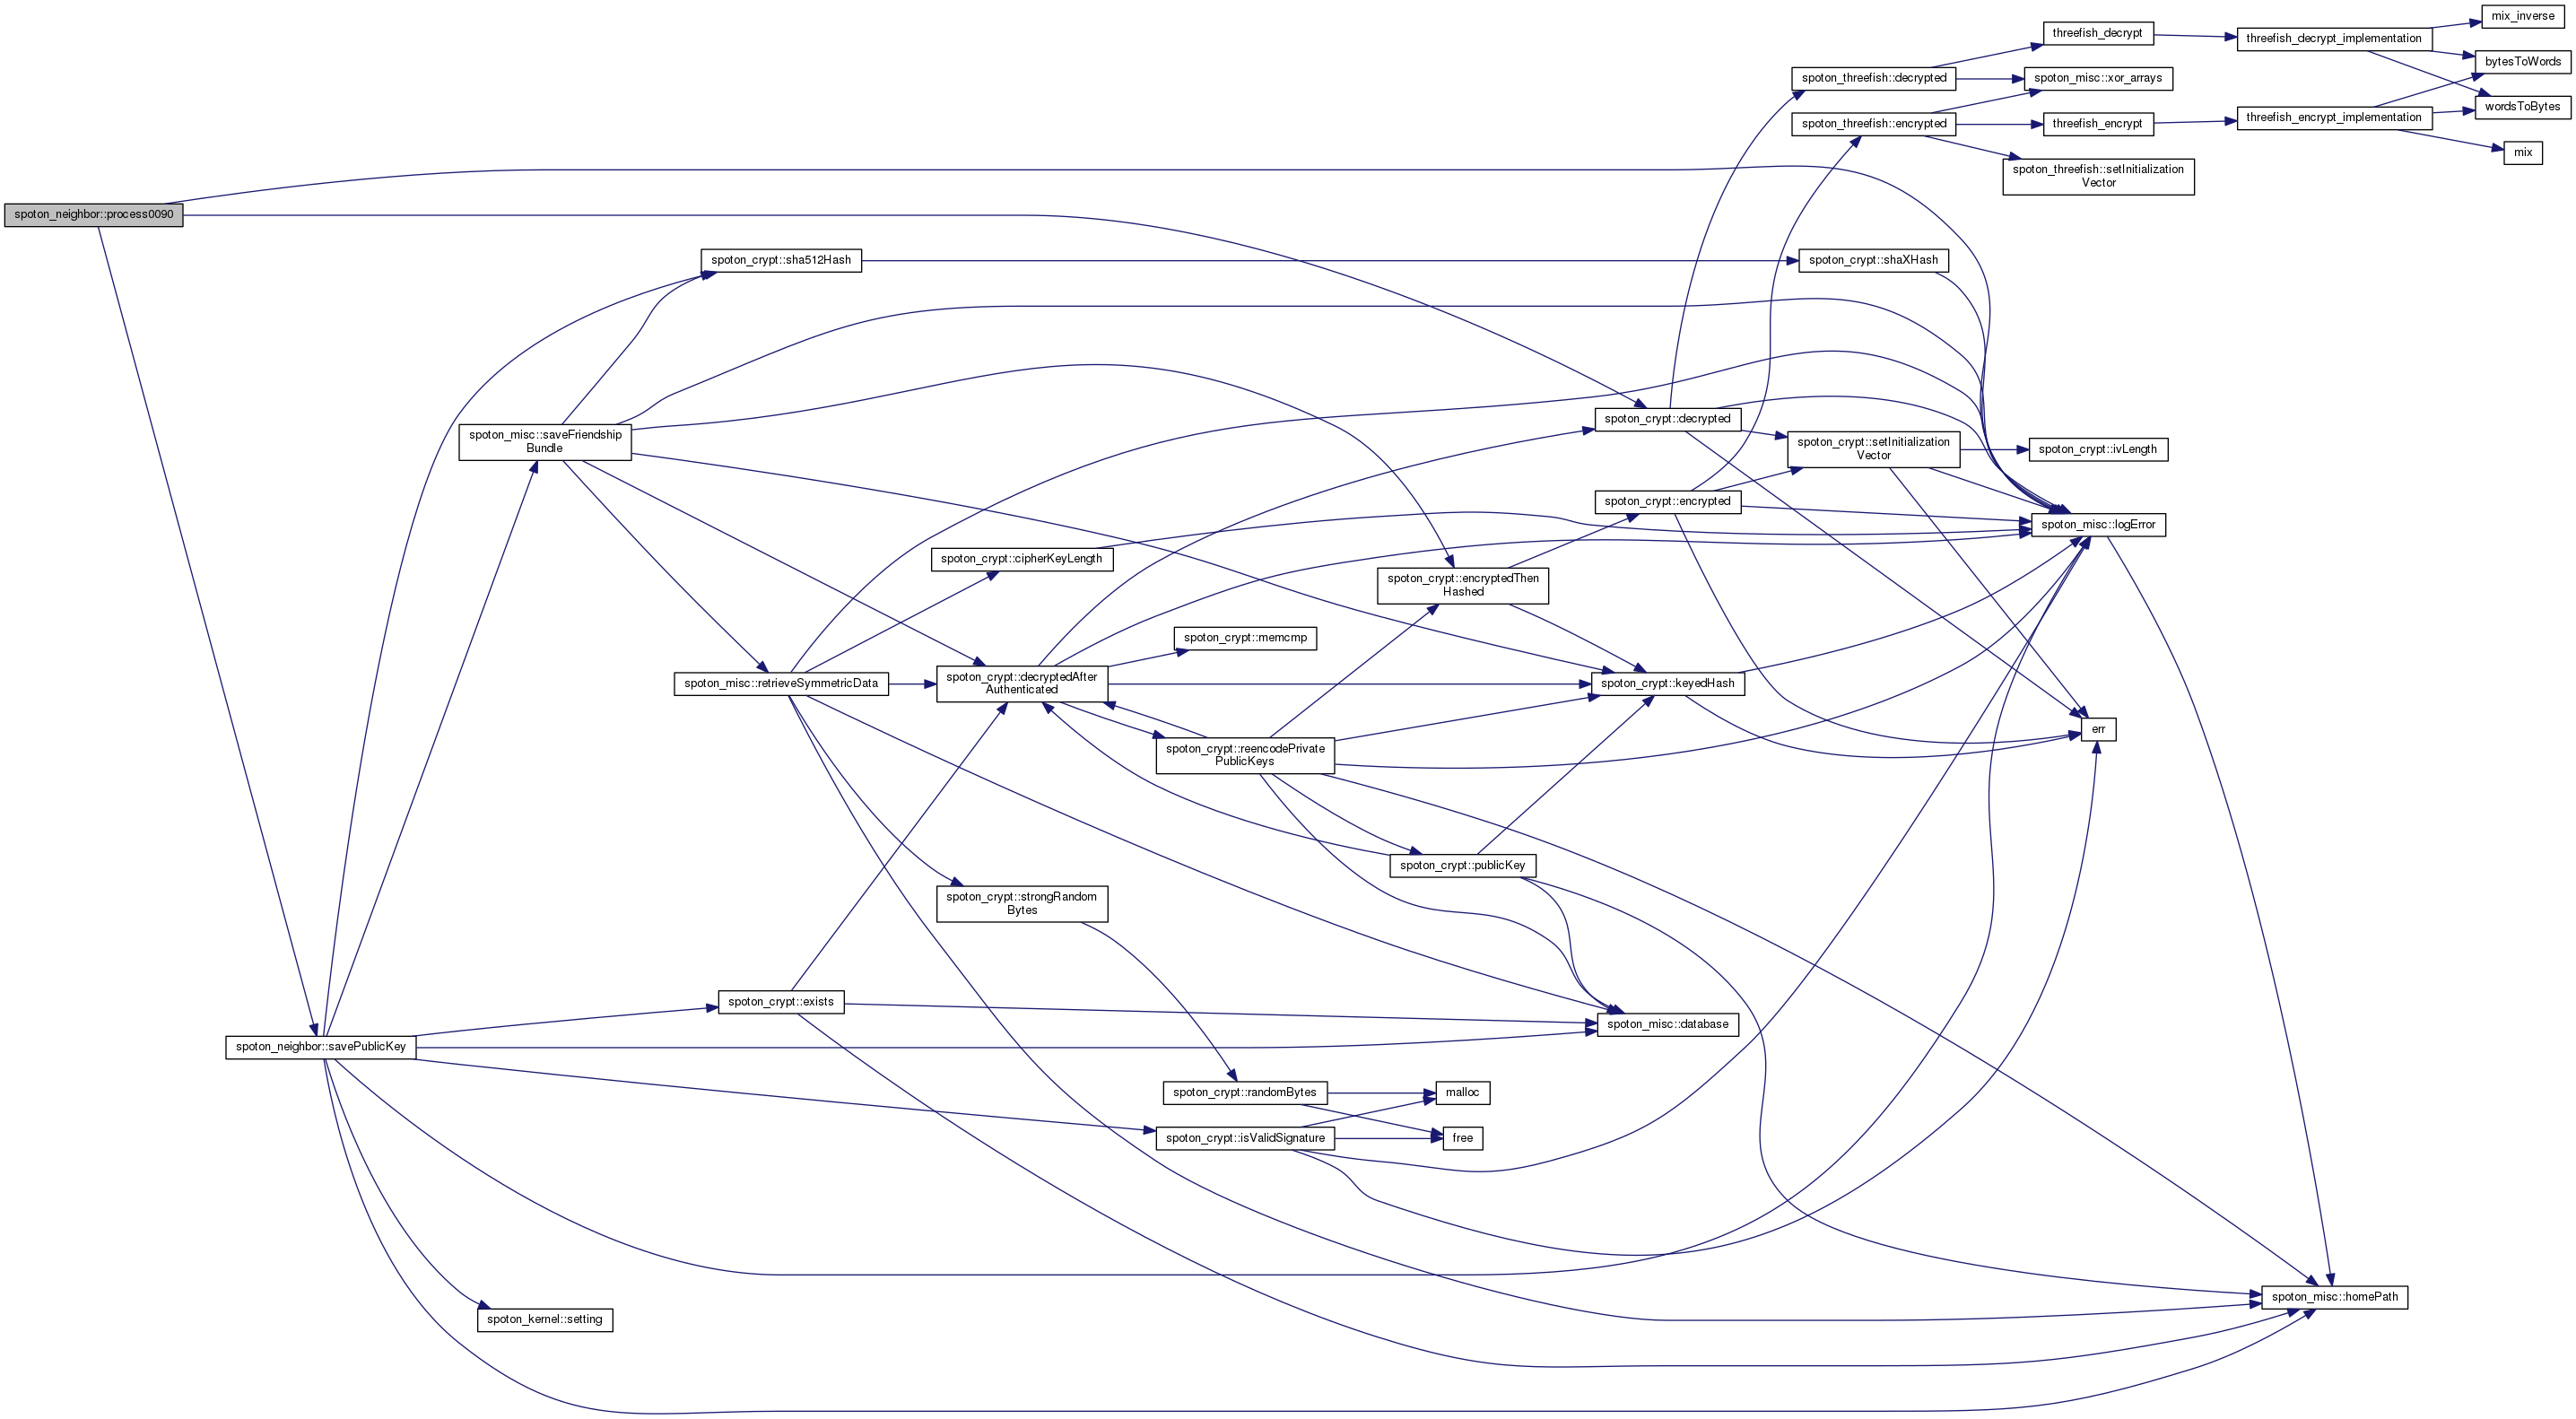 mix_inverse
threefish_decrypt
threefish_decrypt_implementation
bytesToWords
spoton_threefish::decrypted
spoton_misc::xor_arrays
wordsToBytes
spoton_threefish::encrypted
threefish_encrypt
threefish_encrypt_implementation
mix
spoton_threefish::setInitialization
Vector
spoton_neighbor::process0090
spoton_crypt::sha512Hash
spoton_crypt::shaXHash
spoton_misc::saveFriendship
Bundle
spoton_crypt::decrypted
spoton_crypt::setInitialization
Vector
spoton_crypt::ivLength
spoton_crypt::encrypted
spoton_misc::logError
spoton_crypt::cipherKeyLength
spoton_crypt::encryptedThen
Hashed
spoton_crypt::memcmp
spoton_misc::retrieveSymmetricData
spoton_crypt::decryptedAfter
Authenticated
spoton_crypt::keyedHash
err
spoton_crypt::reencodePrivate
PublicKeys
spoton_crypt::publicKey
spoton_crypt::strongRandom
Bytes
spoton_crypt::exists
spoton_misc::database
spoton_neighbor::savePublicKey
spoton_crypt::randomBytes
malloc
spoton_crypt::isValidSignature
free
spoton_misc::homePath
spoton_kernel::setting